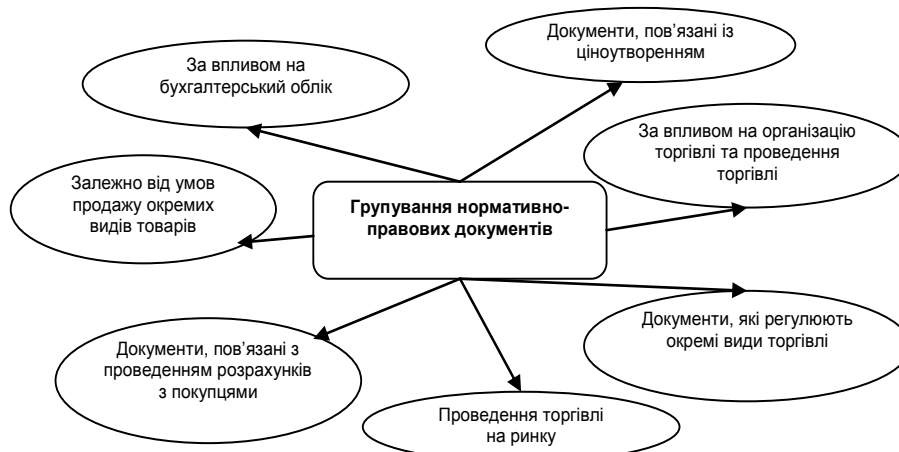 Документи, пов’язані із
ціноутворенням
За впливом на
бухгалтерський облік
За впливом на організацію
торгівлі та проведення
торгівлі
Залежно від умов
продажу окремих
видів товарів
Групування нормативно-
правових документів
Документи, які регулюють
окремі види торгівлі
Документи, пов’язані з
проведенням розрахунків
з покупцями
Проведення торгівлі
на ринку